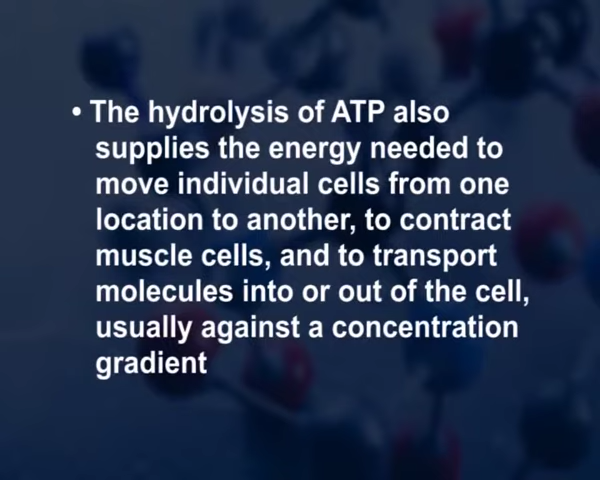 • The hydrolysis of ATP also
supplies the energy needed to
move individual cells from one
location to another, to contract
muscle cells, and to transport
molecules into or out of the cell,
usually against a concentration
gradient